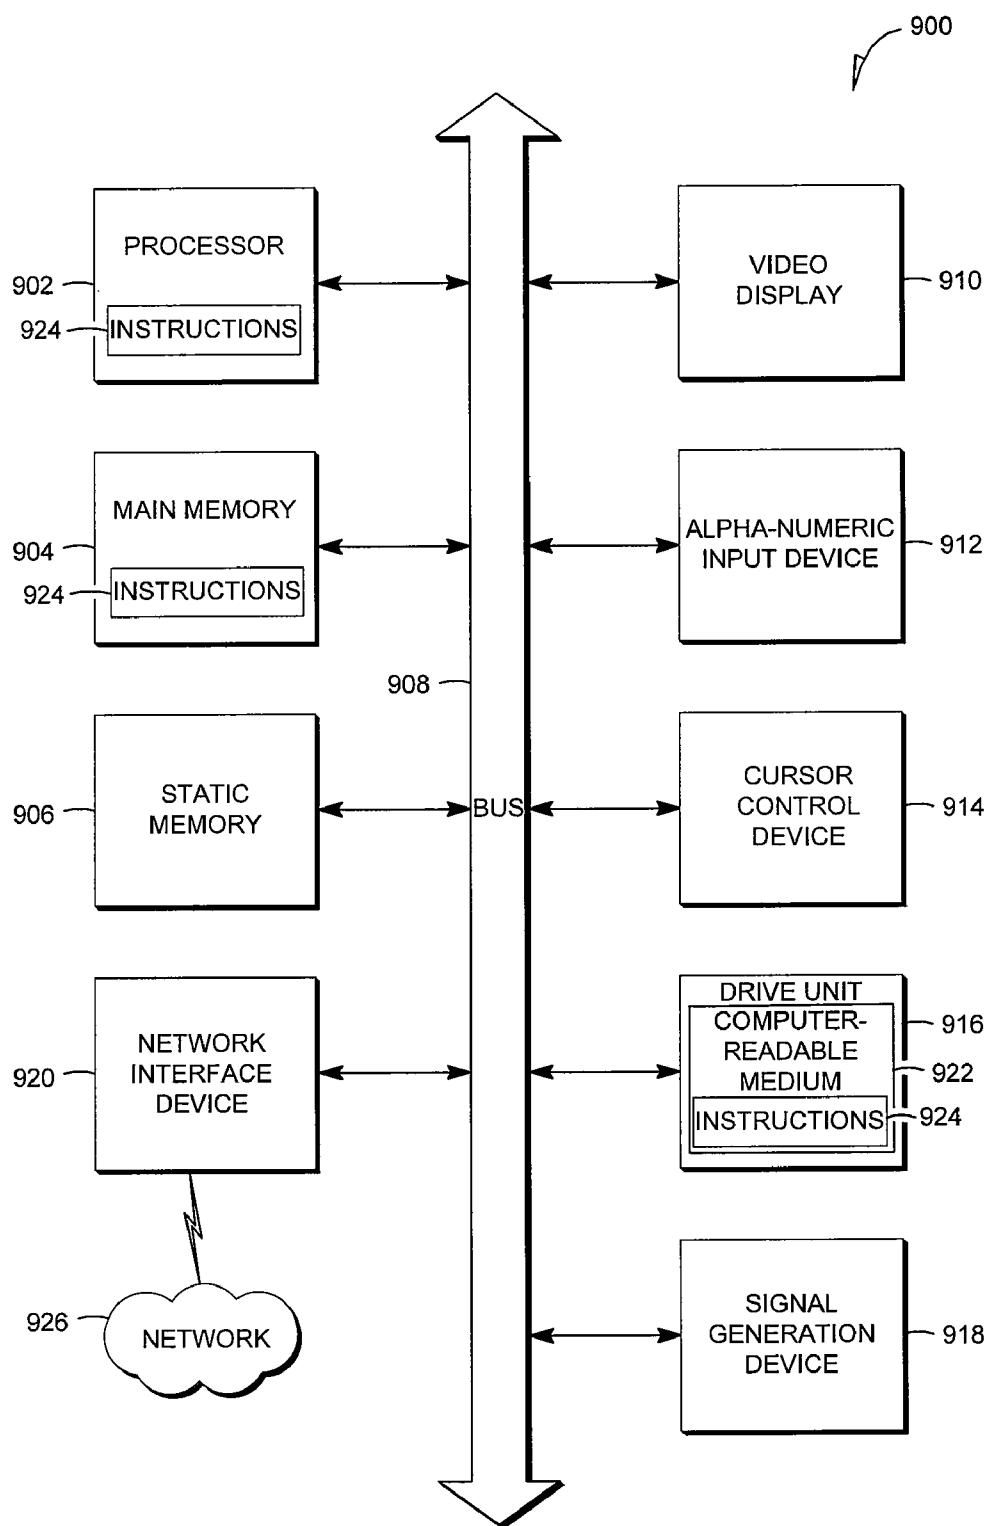 900
PROCESSOR
902
924
INSTRUCTIONS
VIDEO
DISPLAY
910
MAIN MEMORY
904
924
INSTRUCTIONS
ALPHA-NUMERIC
INPUT DEVICE
912
908
STATIC
MEMORY
906
BUS
CURSOR
CONTROL
DEVICE
914
NETWORK
INTERFACE
DEVICE
920
DRIVE UNIT
COMPUTER-
READABLE
MEDIUM
916
922
INSTRUCTIONS
924
926
NETWORK
SIGNAL
GENERATION
DEVICE
918